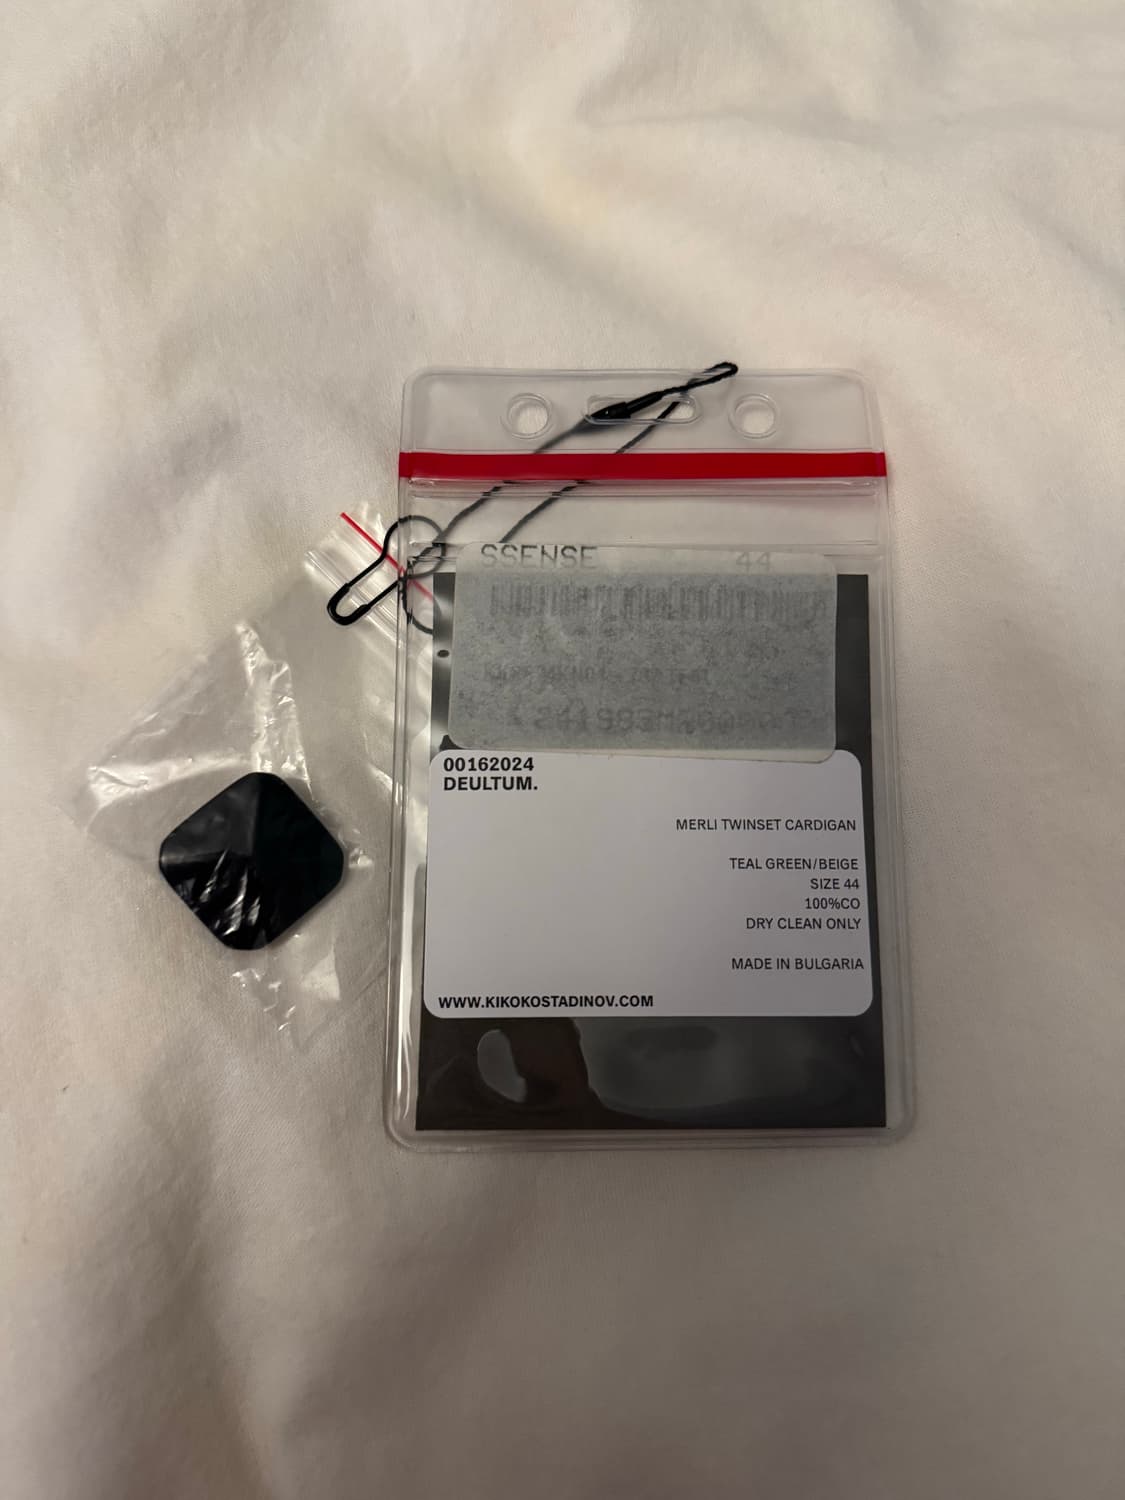 SSENSE 44
00162024
DEULTUM.
MERLI TWINSET CARDIGAN
TEAL GREEN/BEIGE
SIZE 44
100%CO
DRY CLEAN ONLY
MADE IN BULGARIA
WWW.KIKOKOSTADINOV.COM